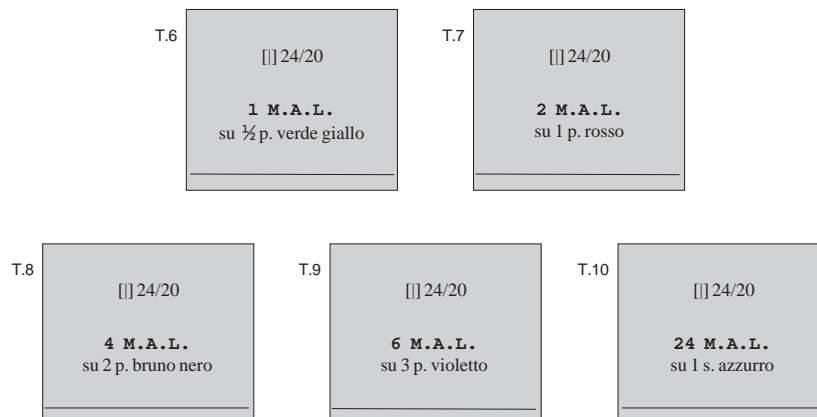 T.6
[|] 24/20
1 M.A.L.
su ½ p. verde giallo
T.7
[|] 24/20
2 M.A.L.
su 1 p. rosso
T.8
[|] 24/20
4 M.A.L.
su 2 p. bruno nero
T.9
[|] 24/20
6 M.A.L.
su 3 p. violetto
T.10
[|] 24/20
24 M.A.L.
su 1 s. azzurro